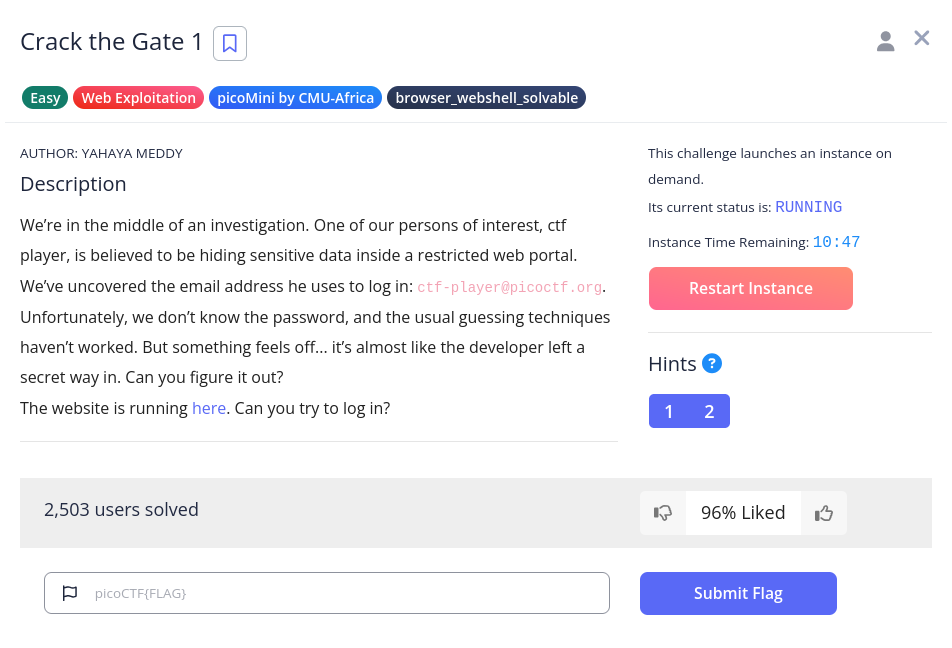 Crack the Gate 1
Easy
Web Exploitation
picoMini by CMU-Africa
browser_webshell_solvable
AUTHOR: YAHAYA MEDDY
Description
We’re in the middle of an investigation. One of our persons of interest, ctf
player, is believed to be hiding sensitive data inside a restricted web portal.
We’ve uncovered the email address he uses to log in: ctf-player@picoctf.org.
Unfortunately, we don’t know the password, and the usual guessing techniques
haven’t worked. But something feels off... it’s almost like the developer left a
secret way in. Can you figure it out?
The website is running here. Can you try to log in?
This challenge launches an instance on
demand.
Its current status is: RUNNING
Instance Time Remaining: 10:47
Restart Instance
Hints ?
1 2
2,503 users solved
96% Liked
picoCTF{FLAG}
Submit Flag